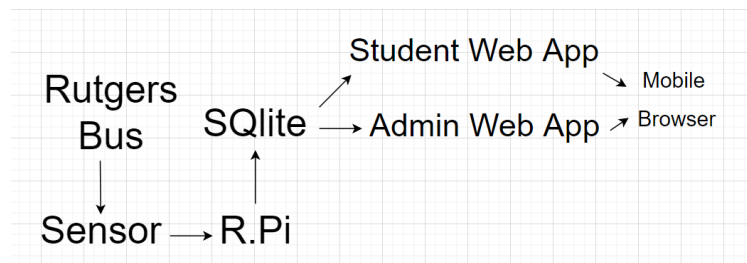 Rutgers
Bus
Sensor
R.Pi
SQlite
Student Web App
Admin Web App
Mobile
Browser